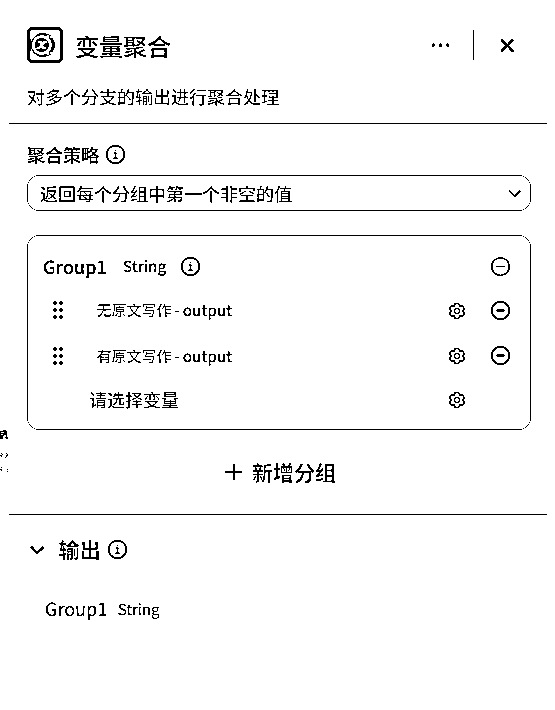 变量聚合
对多个分支的输出进行聚合处理
聚合策略
返回每个分组中第一个非空的值
Group1 String
无原文写作 - output
有原文写作 - output
请选择变量
+ 新增分组
输出
Group1 String